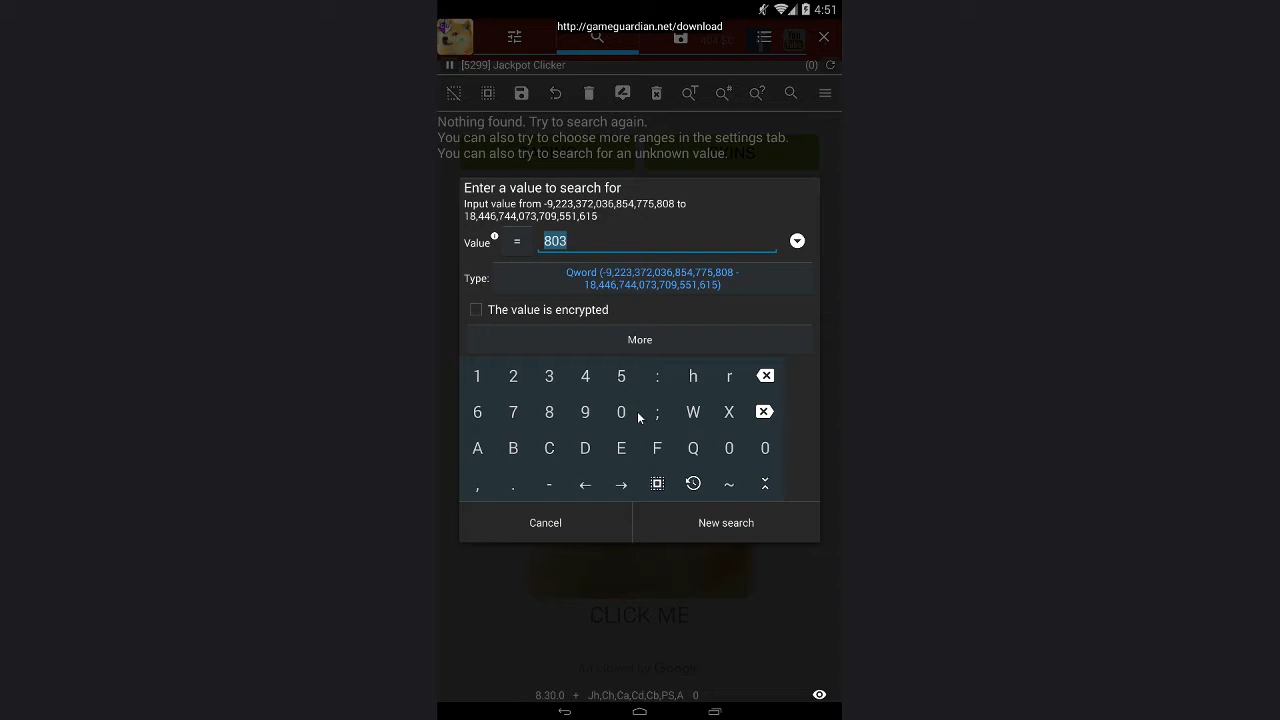 4:51
http://gameguardian.net/download
[5299] Jackpot Clicker
(0)
Nothing found. Try to search again.
You can also try to choose more ranges in the settings tab.
You can also try to search for an unknown value.
Enter a value to search for
Input value from -9,223,372,036,854,775,808 to
18,446,744,073,709,551,615
Value = 803
Type: Qword (-9,223,372,036,854,775,808 -
18,446,744,073,709,551,615)
The value is encrypted
More
1 2 3 4 5 : h r
6 7 8 9 0 ; W X
A B C D E F Q 0 0
, . - ← → ~
Cancel New search
CLICK ME
8.30.0 + Jh,Ch,Ca,Cd,Cb,PS,A 0